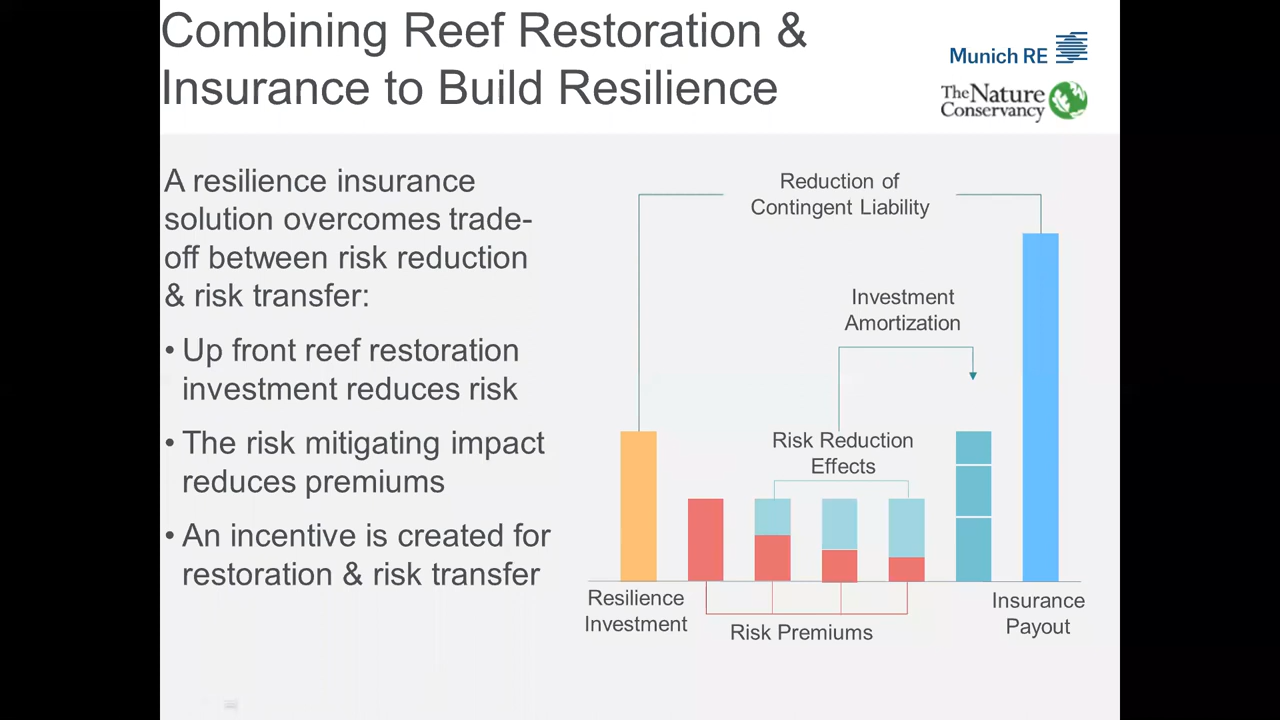 Combining Reef Restoration &
Insurance to Build Resilience
Munich RE
The Nature
Conservancy
A resilience insurance
solution overcomes trade-
off between risk reduction
& risk transfer:
• Up front reef restoration
investment reduces risk
• The risk mitigating impact
reduces premiums
• An incentive is created for
restoration & risk transfer
Reduction of
Contingent Liability
Investment
Amortization
Risk Reduction
Effects
Resilience
Investment
Risk Premiums
Insurance
Payout